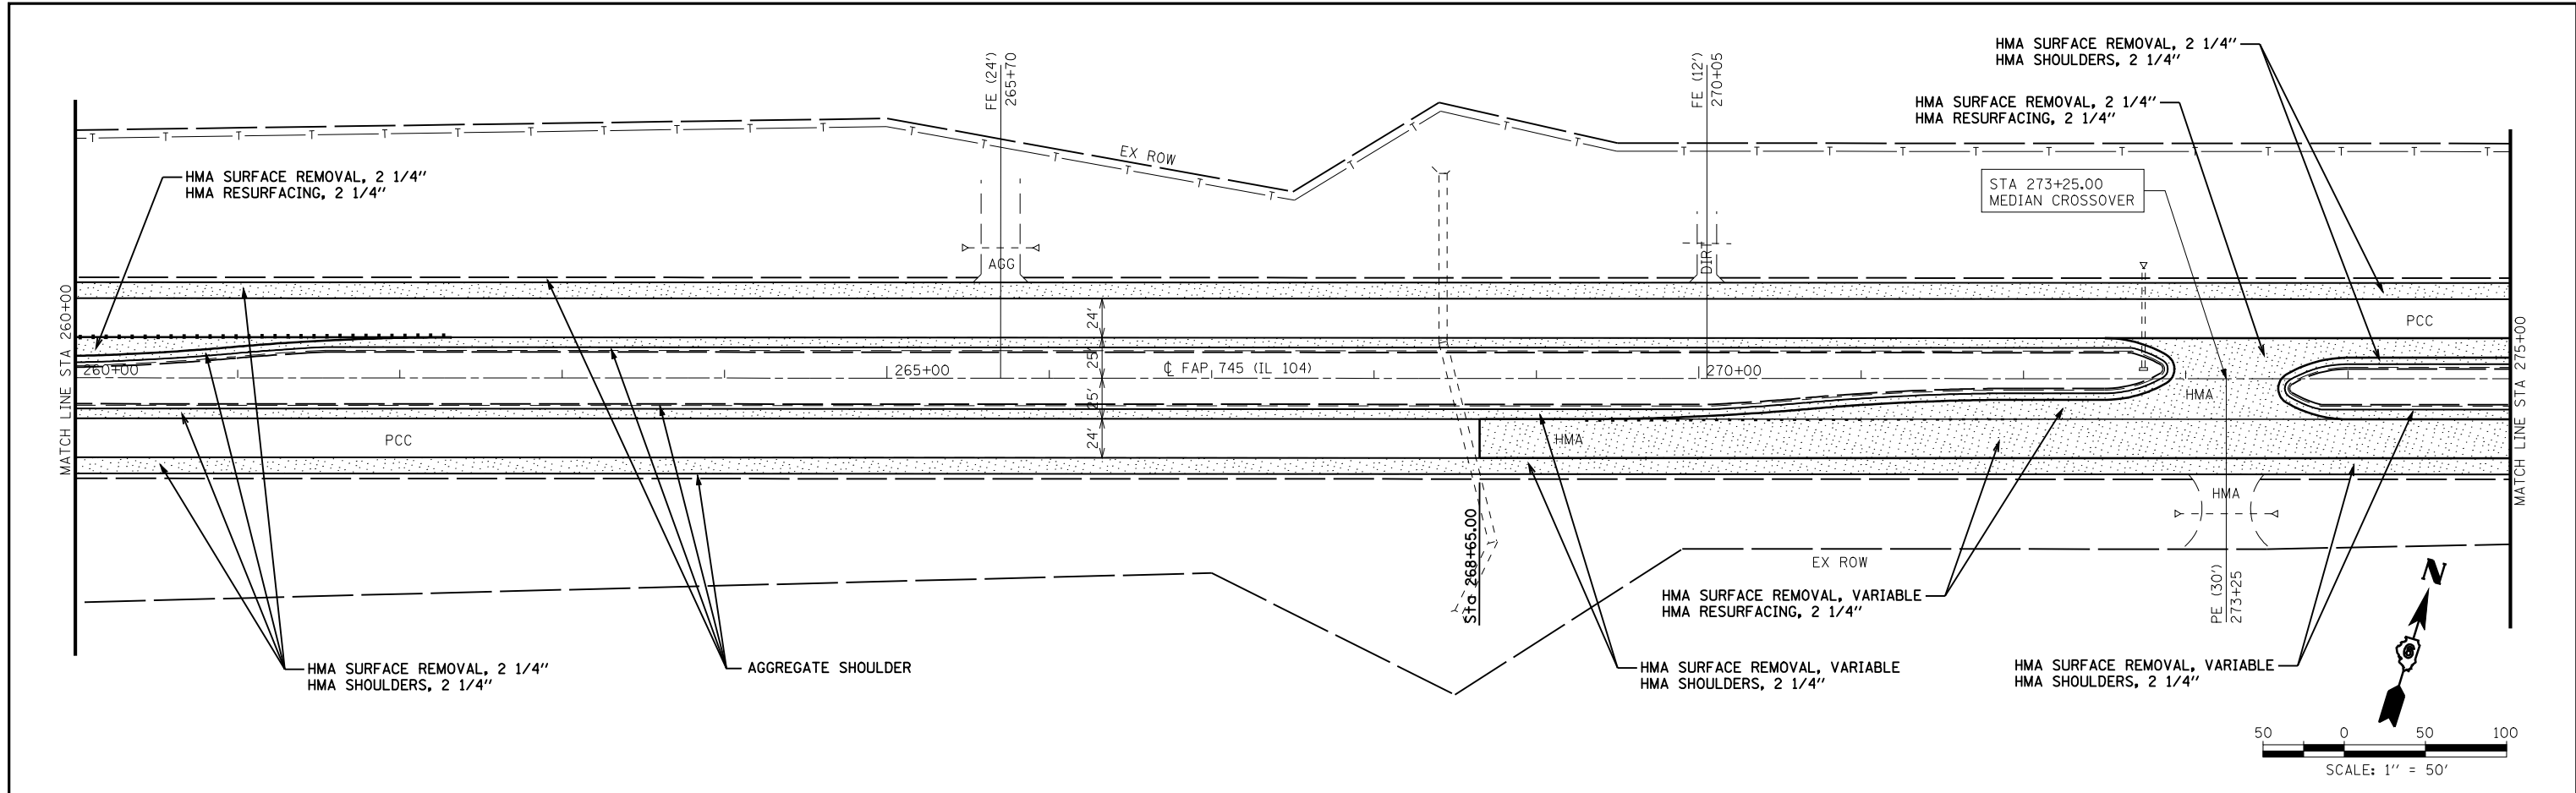 HMA SURFACE REMOVAL, 2 1/4"
HMA SHOULDERS, 2 1/4"
HMA SURFACE REMOVAL, 2 1/4"
HMA RESURFACING, 2 1/4"
FE (24')
265+70
FE (12')
270+05
EX ROW
HMA SURFACE REMOVAL, 2 1/4"
HMA RESURFACING, 2 1/4"
STA 273+25.00
MEDIAN CROSSOVER
AGG
DIRT
MATCH LINE STA 260+00
24'
25'
25'
24'
PCC
260+00
265+00
℄ FAP 745 (IL 104)
270+00
HMA
PCC
HMA
HMA
MATCH LINE STA 275+00
Sta 268+65.00
EX ROW
PE (30')
273+25
HMA SURFACE REMOVAL, VARIABLE
HMA RESURFACING, 2 1/4"
HMA SURFACE REMOVAL, 2 1/4"
HMA SHOULDERS, 2 1/4"
AGGREGATE SHOULDER
HMA SURFACE REMOVAL, VARIABLE
HMA SHOULDERS, 2 1/4"
HMA SURFACE REMOVAL, VARIABLE
HMA SHOULDERS, 2 1/4"
N
6
50 0 50 100
SCALE: 1" = 50'
T T T T T T T T T T T T T T T T T T T T T T T T T T T T T T